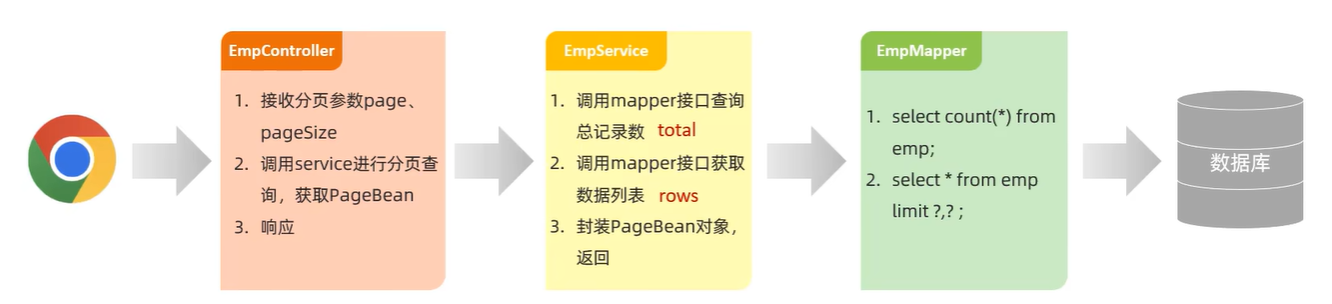 EmpController
1. 接收分页参数page、
pageSize
2. 调用service进行分页查
询，获取PageBean
3. 响应
EmpService
1. 调用mapper接口查询
总记录数 total
2. 调用mapper接口获取
数据列表 rows
3. 封装PageBean对象，
返回
EmpMapper
1. select count(*) from
emp;
2. select * from emp
limit ?,? ;
数据库